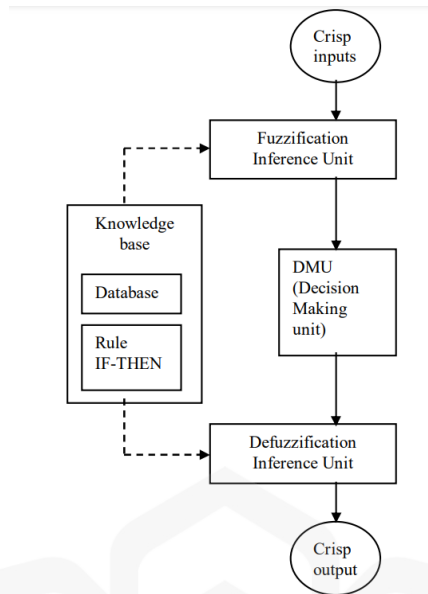 Crisp
inputs
Fuzzification
Inference Unit
Knowledge
base
Database
Rule
IF-THEN
DMU
(Decision
Making
unit)
Defuzzification
Inference Unit
Crisp
output